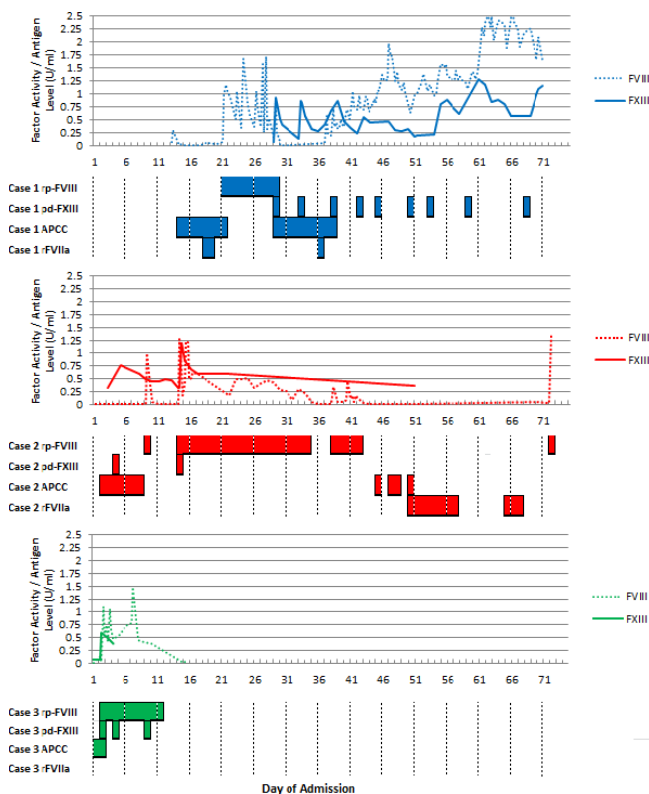 Factor Activity / Antigen
Level (U/ml)
2.5
2.25
2
1.75
1.5
1.25
1
0.75
0.5
0.25
0
1 6 11 16 21 26 31 36 41 46 51 56 61 66 71
FVIII
FXIII
Case 1 rp-FVIII
Case 1 pd-FXIII
Case 1 APCC
Case 1 rFVIIa
Factor Activity / Antigen
Level (U/ml)
2.5
2.25
2
1.75
1.5
1.25
1
0.75
0.5
0.25
0
1 6 11 16 21 26 31 36 41 46 51 56 61 66 71
FVIII
FXIII
Case 2 rp-FVIII
Case 2 pd-FXIII
Case 2 APCC
Case 2 rFVIIa
Factor Activity / Antigen
Level (U/ml)
2.5
2.25
2
1.75
1.5
1.25
1
0.75
0.5
0.25
0
1 6 11 16 21 26 31 36 41 46 51 56 61 66 71
FVIII
FXIII
Case 3 rp-FVIII
Case 3 pd-FXIII
Case 3 APCC
Case 3 rFVIIa
Day of Admission